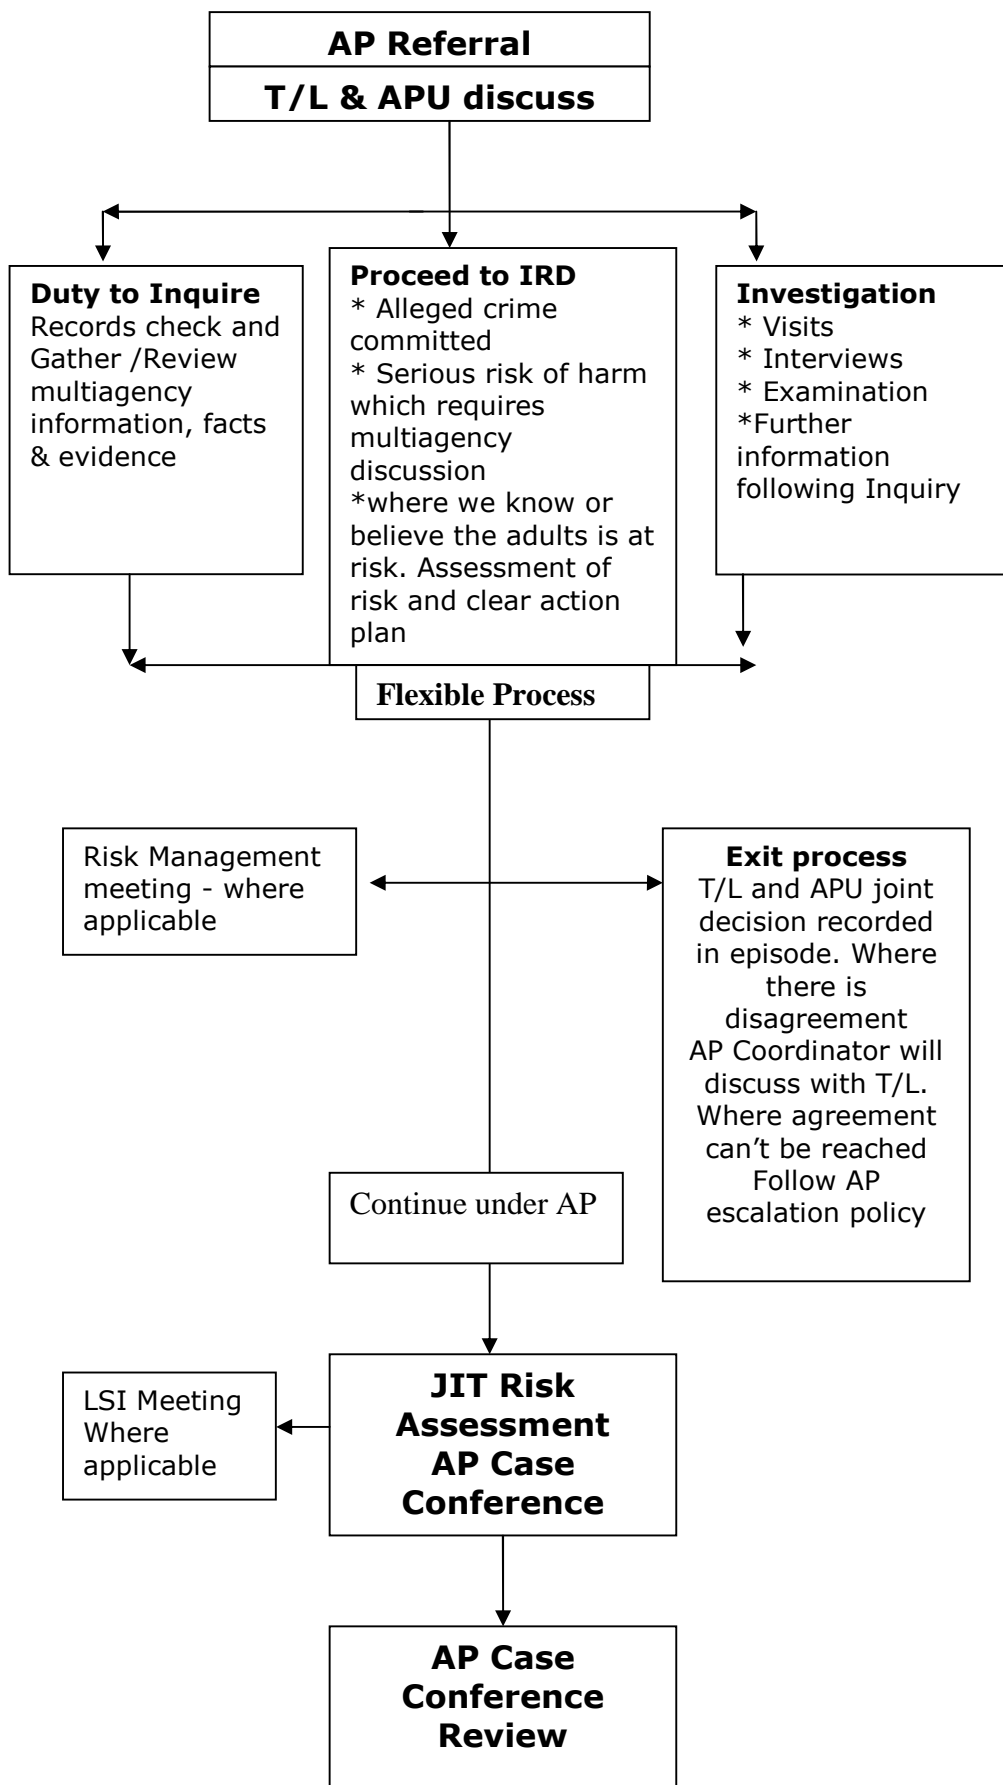 AP Referral
T/L & APU discuss
Duty to Inquire
Records check and
Gather /Review
multiagency
information, facts
& evidence
Proceed to IRD
* Alleged crime
committed
* Serious risk of harm
which requires
multiagency
discussion
*where we know or
believe the adults is at
risk. Assessment of
risk and clear action
plan
Investigation
* Visits
* Interviews
* Examination
*Further
information
following Inquiry
Flexible Process
Risk Management
meeting - where
applicable
Exit process
T/L and APU joint
decision recorded
in episode. Where
there is
disagreement
AP Coordinator will
discuss with T/L.
Where agreement
can’t be reached
Follow AP
escalation policy
Continue under AP
JIT Risk
Assessment
AP Case
Conference
LSI Meeting
Where
applicable
AP Case
Conference
Review